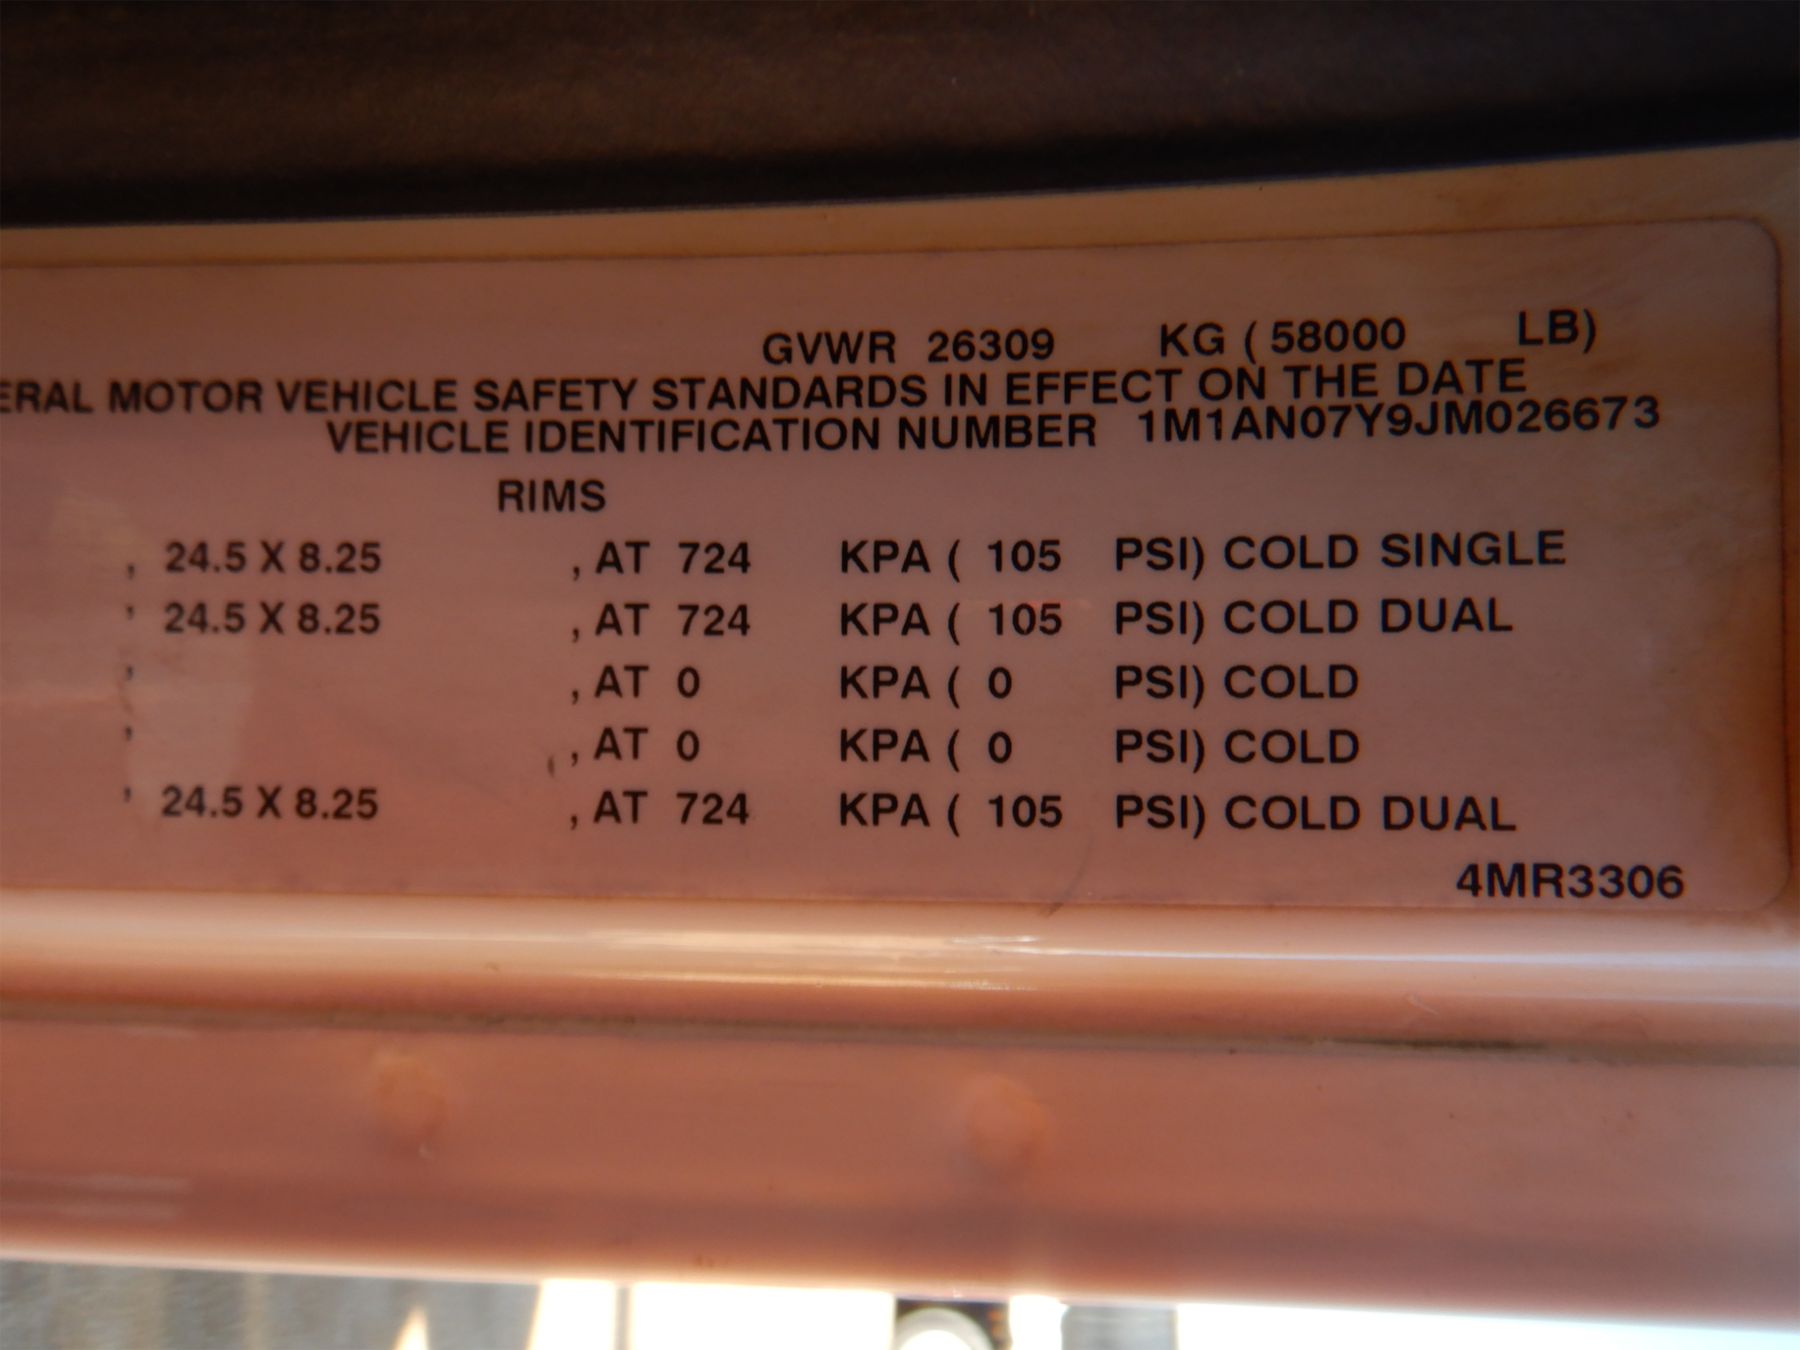 GVWR 26309 KG ( 58000 LB)
ERAL MOTOR VEHICLE SAFETY STANDARDS IN EFFECT ON THE DATE
VEHICLE IDENTIFICATION NUMBER 1M1AN07Y9JM026673
RIMS
, 24.5 X 8.25 , AT 724 KPA ( 105 PSI) COLD SINGLE
, 24.5 X 8.25 , AT 724 KPA ( 105 PSI) COLD DUAL
, , AT 0 KPA ( 0 PSI) COLD
, , AT 0 KPA ( 0 PSI) COLD
, 24.5 X 8.25 , AT 724 KPA ( 105 PSI) COLD DUAL
4MR3306